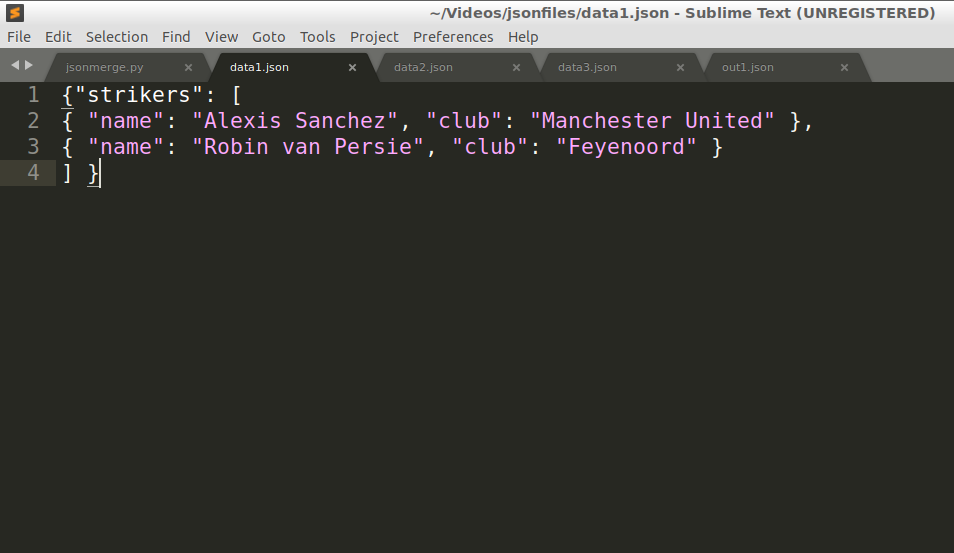 ~/Videos/jsonfiles/data1.json - Sublime Text (UNREGISTERED)
File Edit Selection Find View Goto Tools Project Preferences Help
jsonmerge.py × data1.json × data2.json × data3.json × out1.json ×
1 {"strikers": [
2 { "name": "Alexis Sanchez", "club": "Manchester United" },
3 { "name": "Robin van Persie", "club": "Feyenoord" }
4 ] }